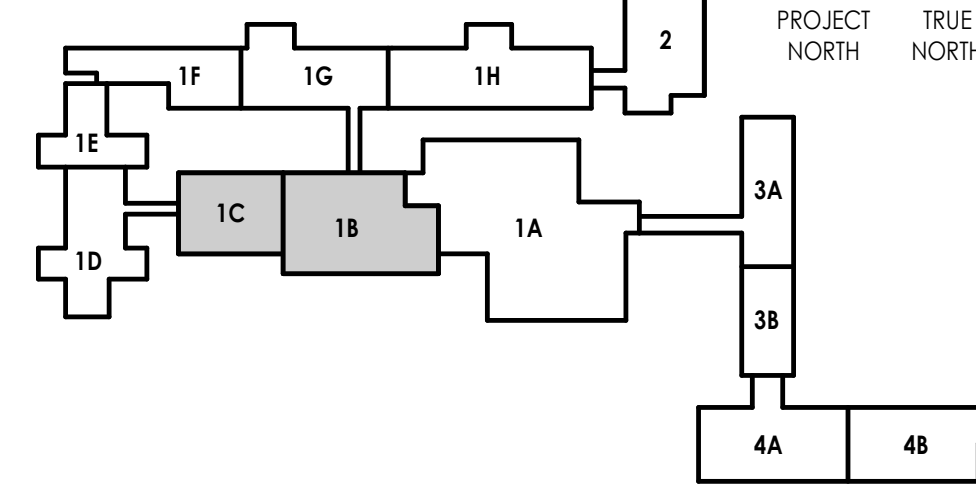 PROJECT NORTH
TRUE NORTH
2
1F
1G
1H
1E
3A
1C
1B
1A
1D
3B
4A
4B